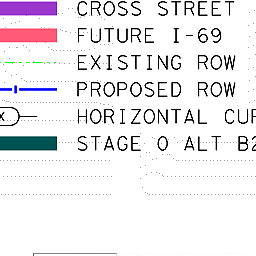 CROSS STREET
FUTURE I-69
EXISTING ROW
PROPOSED ROW
X HORIZONTAL CUR
STAGE 0 ALT B2